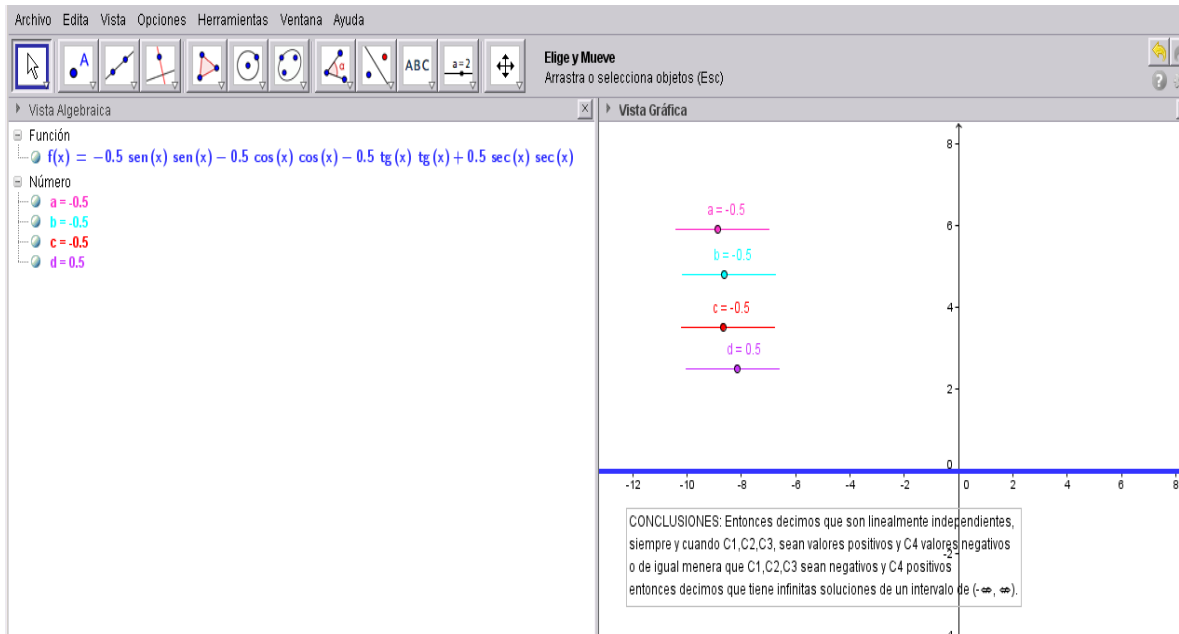 Archivo Edita Vista Opciones Herramientas Ventana Ayuda
A
α
ABC
a=2
Elige y Mueve
Arrastra o selecciona objetos (Esc)
?
Vista Algebraica
x
Vista Gráfica
Función
f(x) = −0.5 sen(x) sen(x) − 0.5 cos(x) cos(x) − 0.5 tg(x) tg(x) + 0.5 sec(x) sec(x)
Número
a = -0.5
b = -0.5
c = -0.5
d = 0.5
a = -0.5
b = -0.5
c = -0.5
d = 0.5
8
6
4
2
0
-2
-4
-12 -10 -8 -6 -4 -2 0 2 4 6 8
CONCLUSIONES: Entonces decimos que son linealmente independientes,
siempre y cuando C1,C2,C3, sean valores positivos y C4 valores negativos
o de igual menera que C1,C2,C3 sean negativos y C4 positivos
entonces decimos que tiene infinitas soluciones de un intervalo de (-∞, ∞).